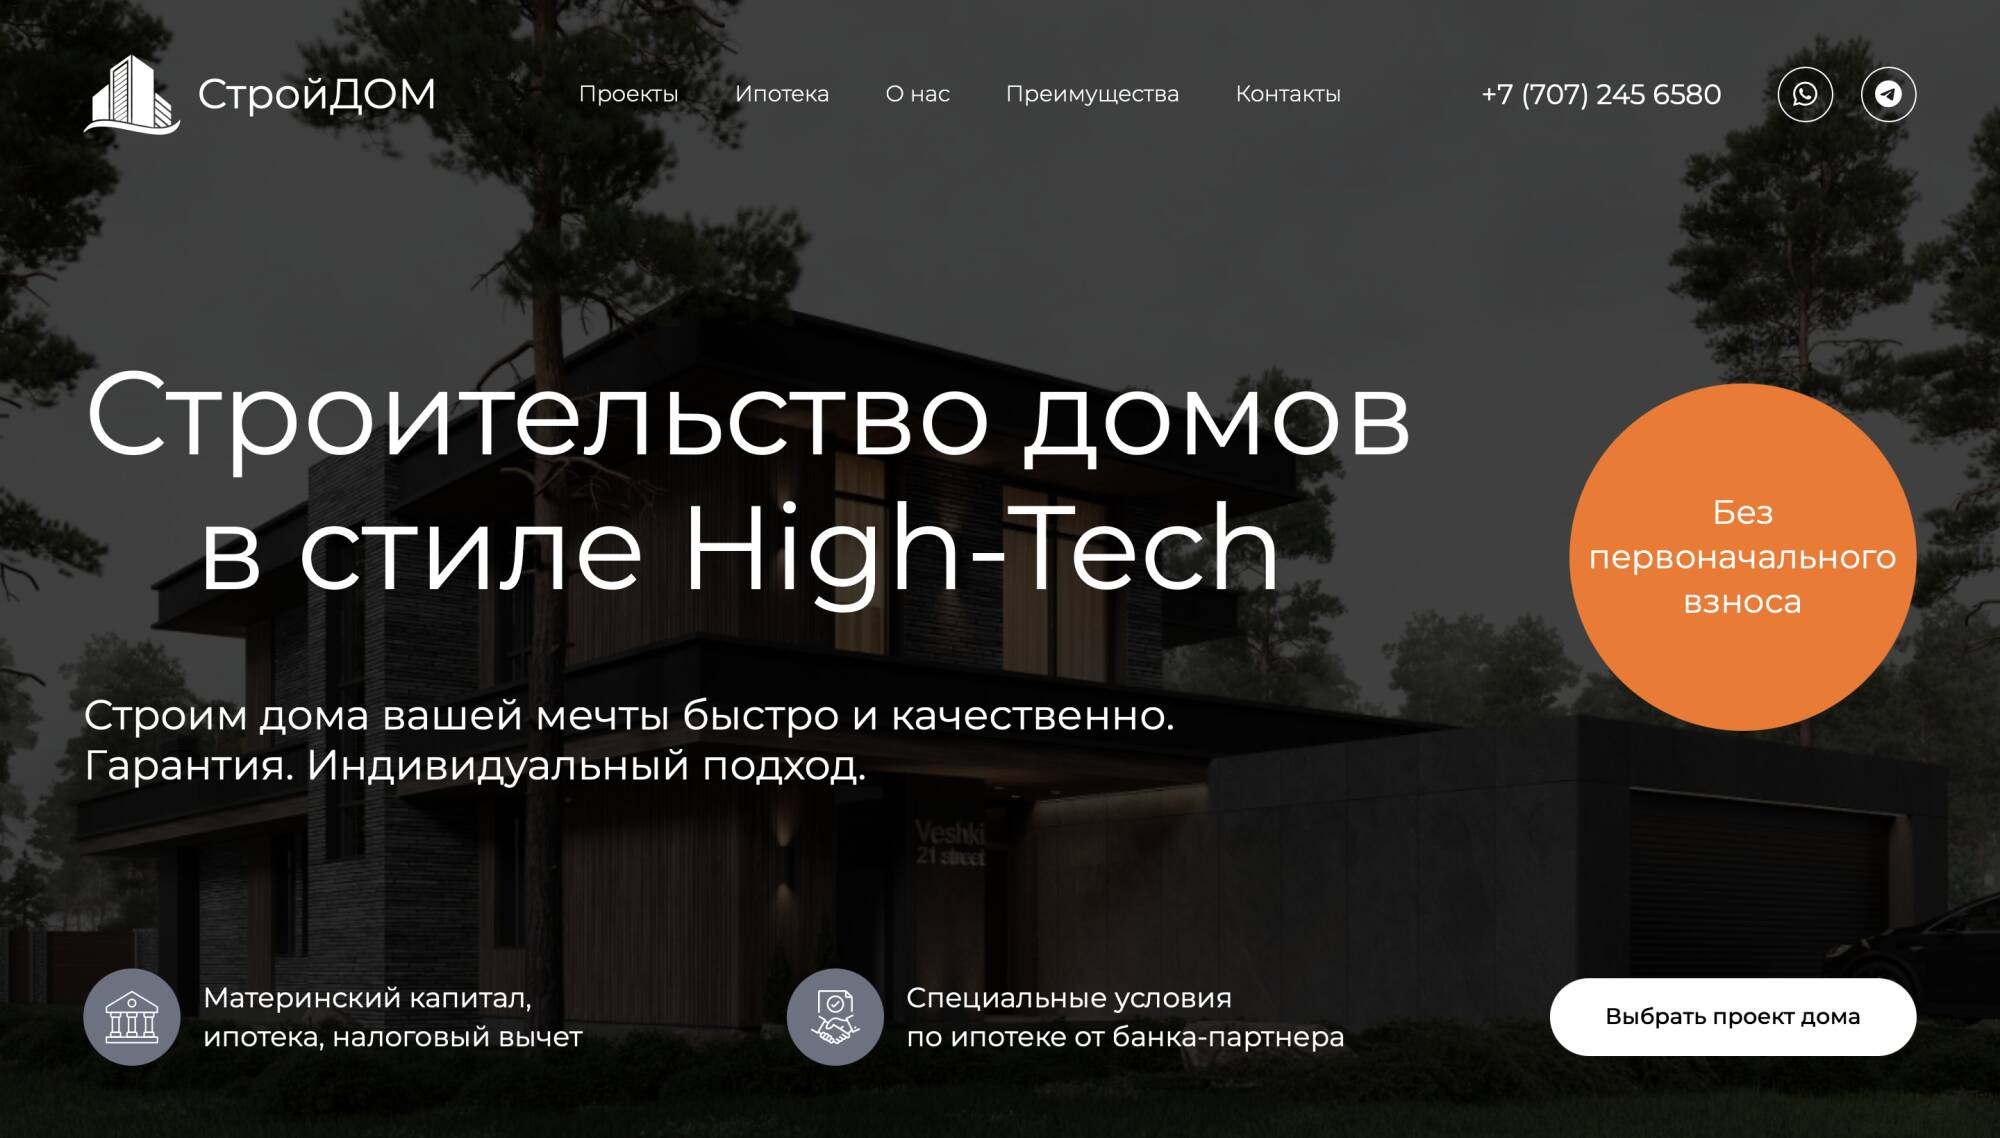 СтройДОМ
Проекты
Ипотека
О нас
Преимущества
Контакты
+7 (707) 245 6580
Строительство домов
в стиле High-Tech
Без
первоначального
взноса
Строим дома вашей мечты быстро и качественно.
Гарантия. Индивидуальный подход.
Veshki
21 street
Материнский капитал,
ипотека, налоговый вычет
Специальные условия
по ипотеке от банка-партнера
Выбрать проект дома